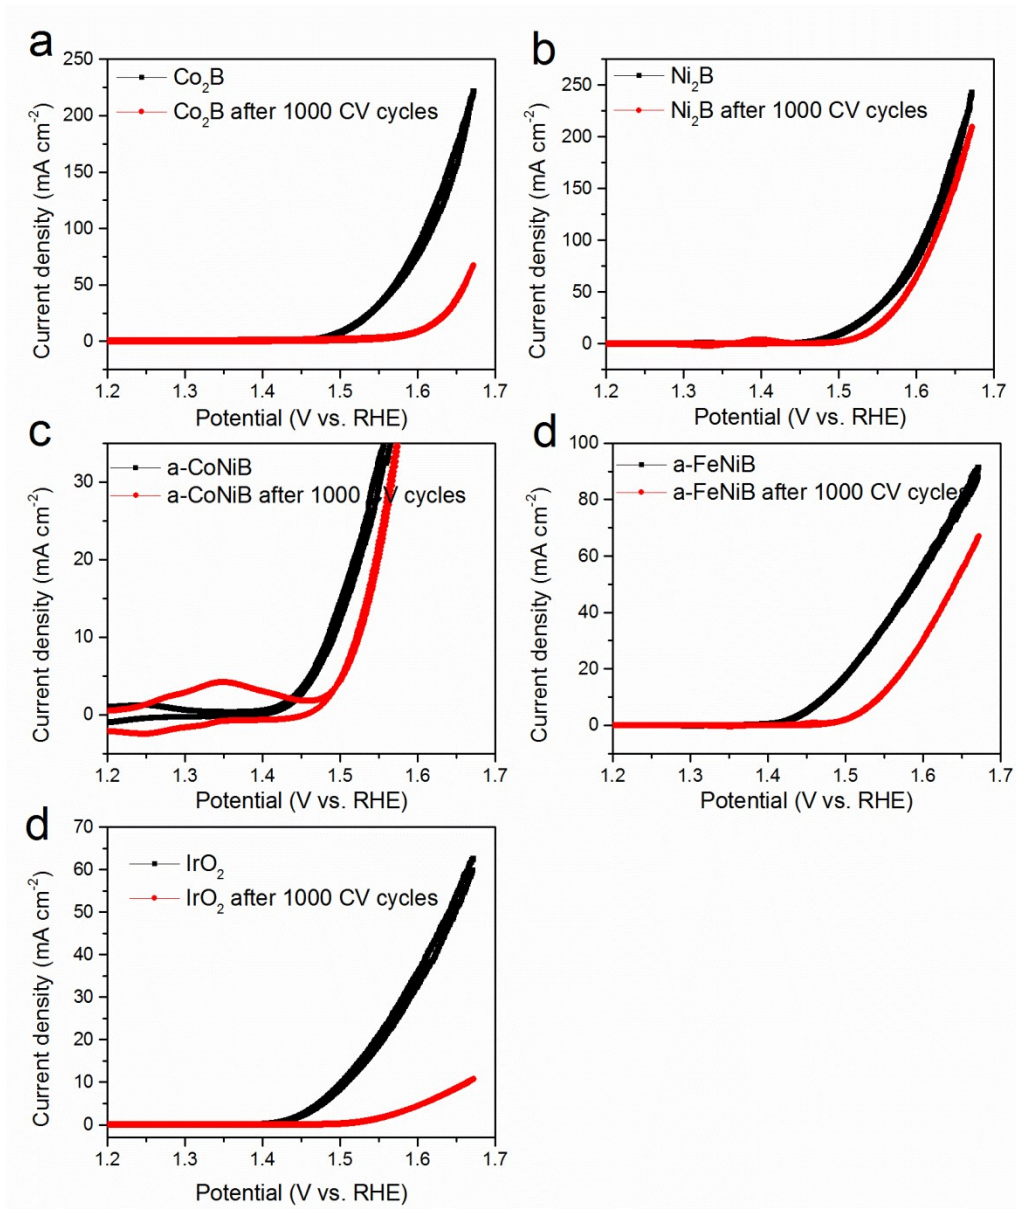 a
250
200
150
100
50
0
Current density (mA cm⁻²)
Co₂B
Co₂B after 1000 CV cycles
1.2 1.3 1.4 1.5 1.6 1.7
Potential (V vs. RHE)
b
250
200
150
100
50
0
Current density (mA cm⁻²)
Ni₂B
Ni₂B after 1000 CV cycles
1.2 1.3 1.4 1.5 1.6 1.7
Potential (V vs. RHE)
c
30
20
10
0
Current density (mA cm⁻²)
a-CoNiB
a-CoNiB after 1000 CV cycles
1.2 1.3 1.4 1.5 1.6 1.7
Potential (V vs. RHE)
d
100
80
60
40
20
0
Current density (mA cm⁻²)
a-FeNiB
a-FeNiB after 1000 CV cycles
1.2 1.3 1.4 1.5 1.6 1.7
Potential (V vs. RHE)
d
70
60
50
40
30
20
10
0
Current density (mA cm⁻²)
IrO₂
IrO₂ after 1000 CV cycles
1.2 1.3 1.4 1.5 1.6 1.7
Potential (V vs. RHE)